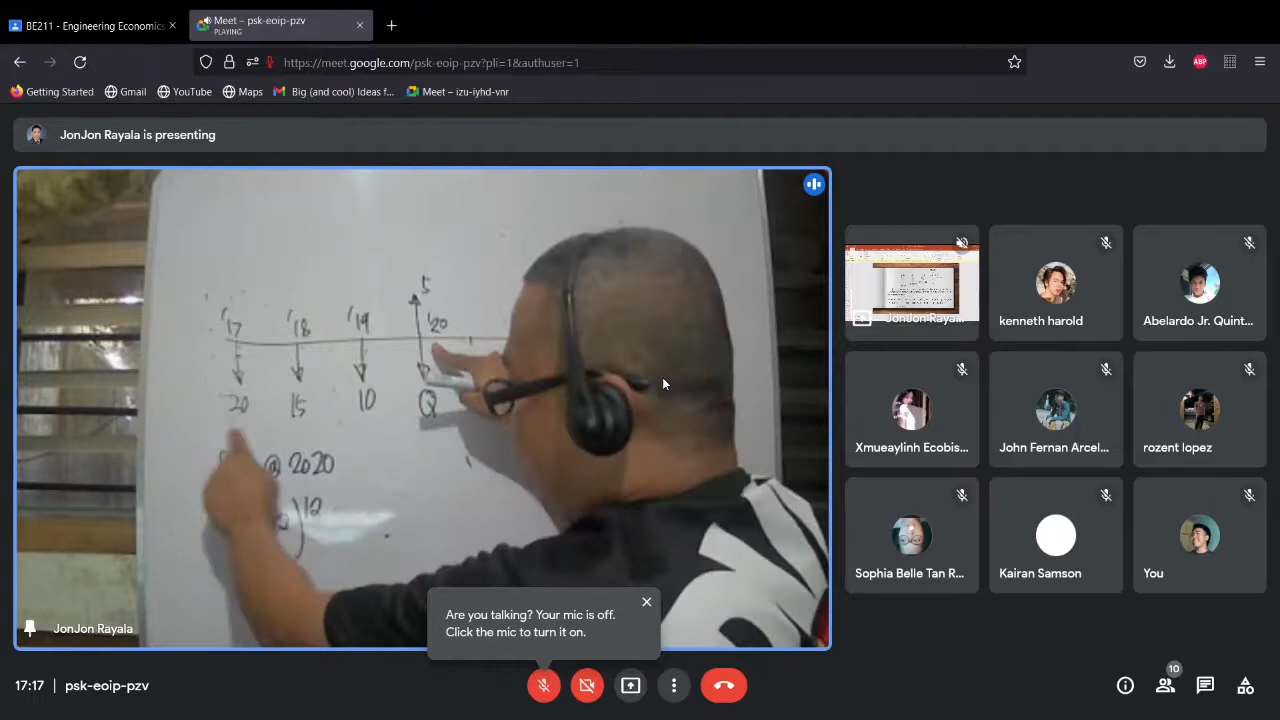 BE211 - Engineering Economics
Meet – psk-eoip-pzv
PLAYING
https://meet.google.com/psk-eoip-pzv?pli=1&authuser=1
ABP
Getting Started
Gmail
YouTube
Maps
Big (and cool) Ideas f...
Meet – izu-iyhd-vnr
JonJon Rayala is presenting
5
'17 '18 '19 '20
20 15 10 Q
@ 2020
)12
JonJon Rayala
JonJon Raya...
kenneth harold
Abelardo Jr. Quint...
Xmueaylinh Ecobis...
John Fernan Arcel...
rozent lopez
Sophia Belle Tan R...
Kairan Samson
You
Are you talking? Your mic is off.
Click the mic to turn it on.
17:17 | psk-eoip-pzv
10